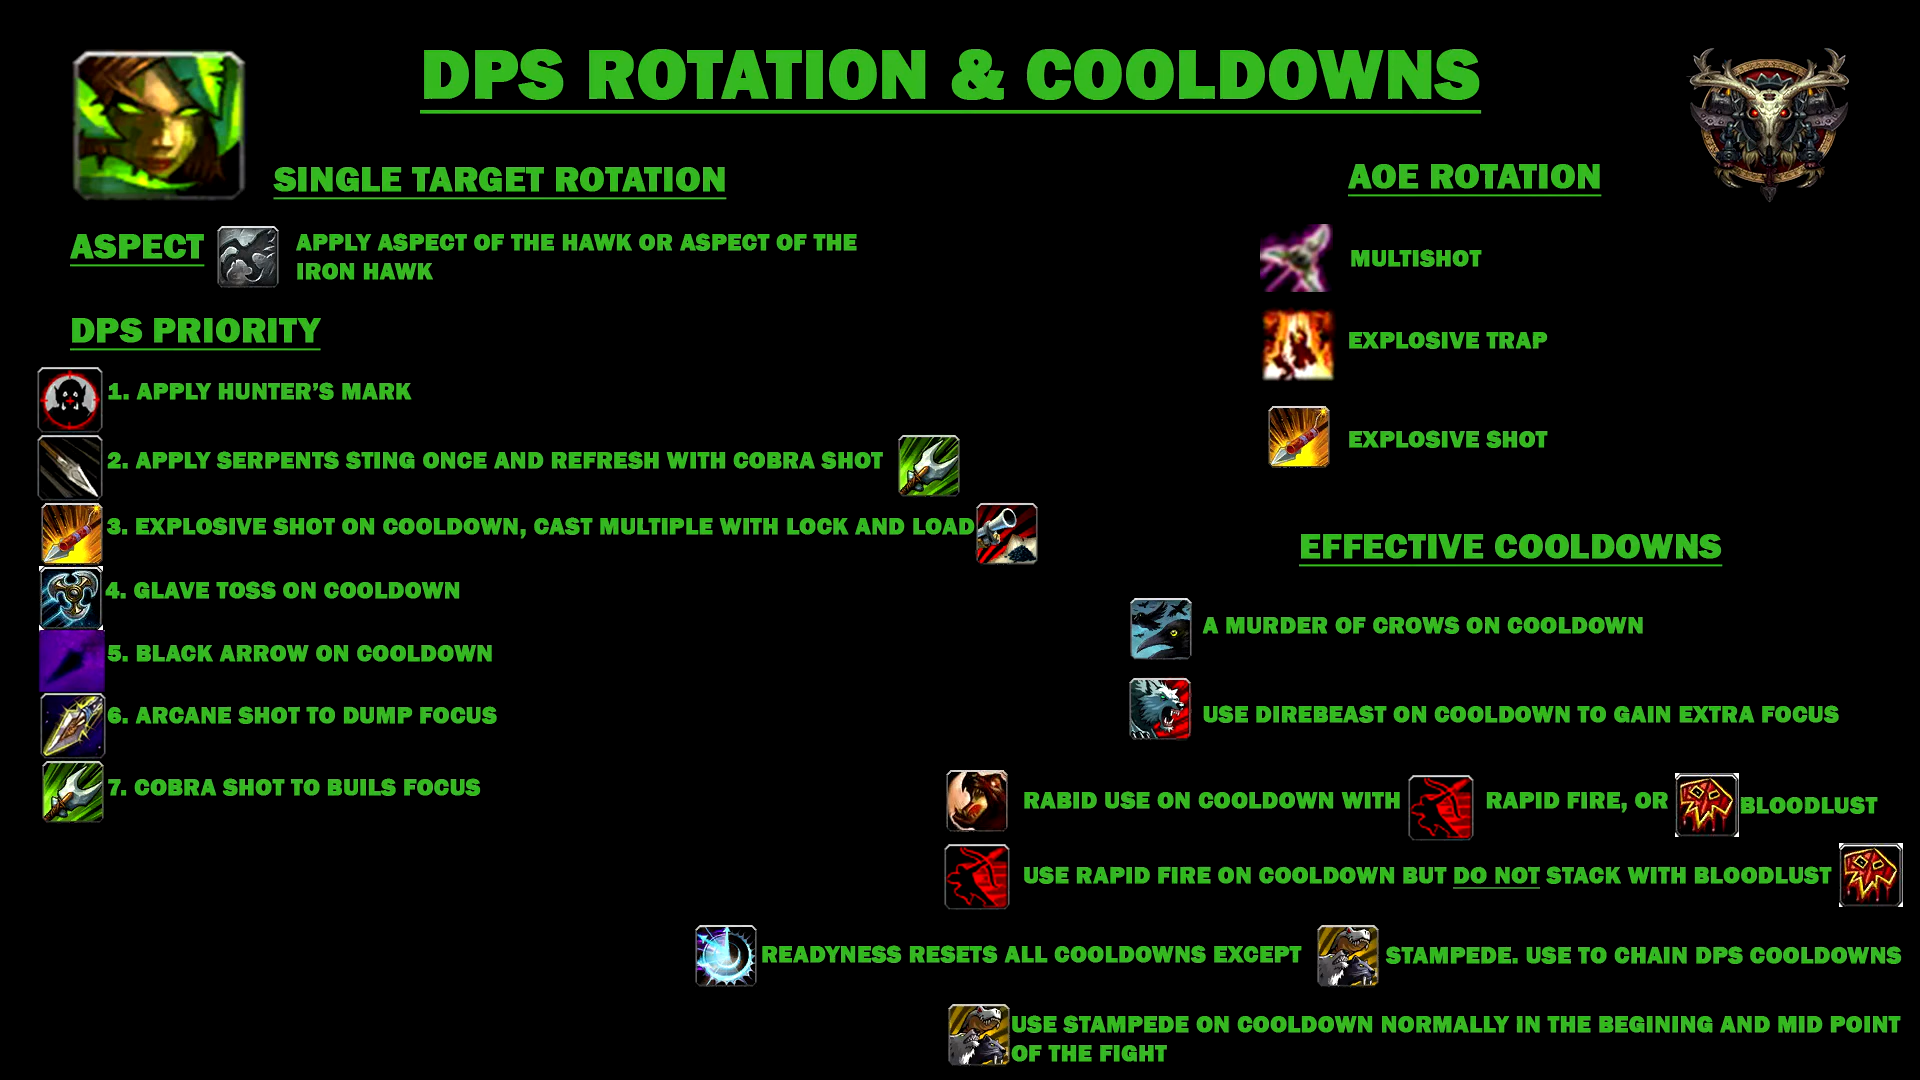 DPS ROTATION & COOLDOWNS
SINGLE TARGET ROTATION
ASPECT
APPLY ASPECT OF THE HAWK OR ASPECT OF THE
IRON HAWK
DPS PRIORITY
1. APPLY HUNTER’S MARK
2. APPLY SERPENTS STING ONCE AND REFRESH WITH COBRA SHOT
3. EXPLOSIVE SHOT ON COOLDOWN, CAST MULTIPLE WITH LOCK AND LOAD
4. GLAVE TOSS ON COOLDOWN
5. BLACK ARROW ON COOLDOWN
6. ARCANE SHOT TO DUMP FOCUS
7. COBRA SHOT TO BUILS FOCUS
AOE ROTATION
MULTISHOT
EXPLOSIVE TRAP
EXPLOSIVE SHOT
EFFECTIVE COOLDOWNS
A MURDER OF CROWS ON COOLDOWN
USE DIREBEAST ON COOLDOWN TO GAIN EXTRA FOCUS
RABID USE ON COOLDOWN WITH RAPID FIRE, OR BLOODLUST
USE RAPID FIRE ON COOLDOWN BUT DO NOT STACK WITH BLOODLUST
READYNESS RESETS ALL COOLDOWNS EXCEPT STAMPEDE. USE TO CHAIN DPS COOLDOWNS
USE STAMPEDE ON COOLDOWN NORMALLY IN THE BEGINING AND MID POINT
OF THE FIGHT